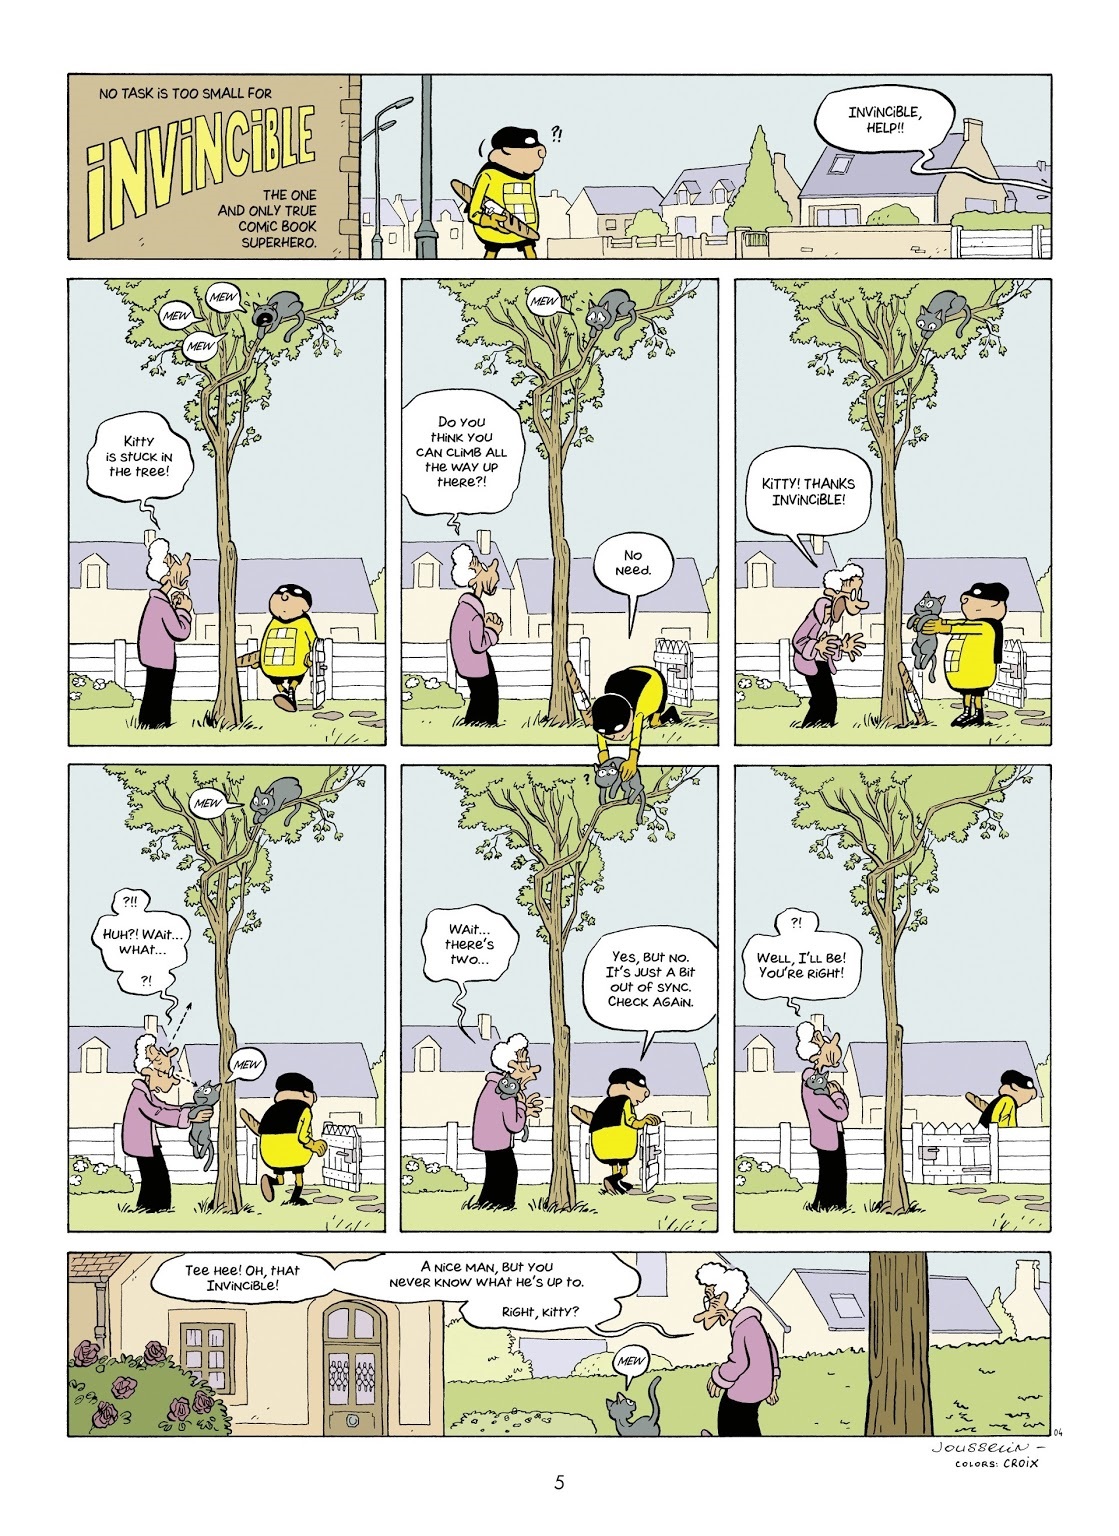 NO TASK iS TOO SMALL FOR
iNViNCiBLE
THE ONE
AND ONLY TRUE
COMiC BOOK
SUPERHERO.
?!
iNViNCiBLE,
HELP!!
MEW
MEW
MEW
Kitty
is stuck in
the tree!
MEW
Do you
think you
can climb all
the way up
there?!
No
need.
Kitty! Thanks
Invincible!
MEW
?!!
Huh?! Wait...
what...
?!
MEW
?
Wait...
there's
two...
Yes, but no.
It's just a bit
out of sync.
Check again.
?!
Well, I'll be!
You're right!
Tee hee! Oh, that
Invincible!
A nice man, but you
never know what he's up to.
Right, kitty?
MEW
04
JOUSSELIN –
COLORS: CROiX
5